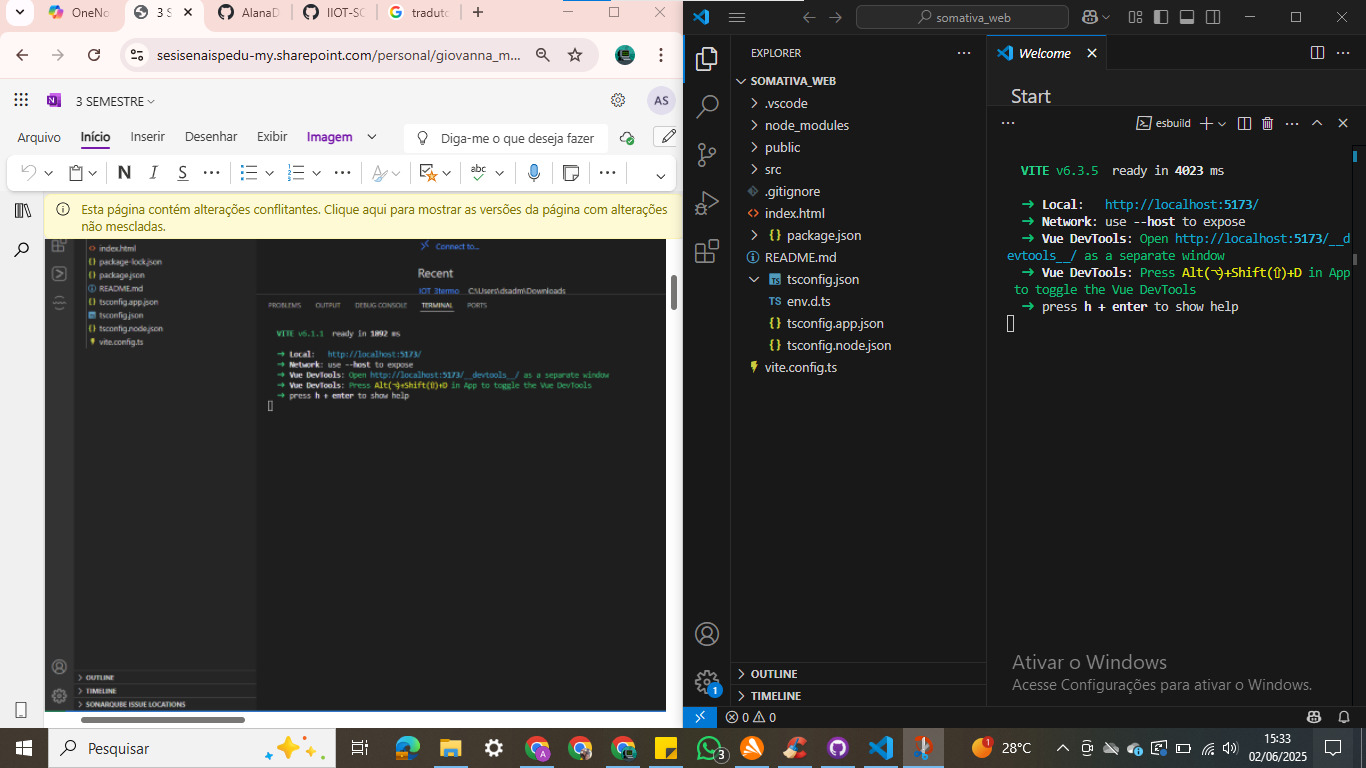 OneNo
3 S
AlanaD
IIOT-SC
traduto
sesisenaispedu-my.sharepoint.com/personal/giovanna_m...
3 SEMESTRE
AS
Arquivo
Início
Inserir
Desenhar
Exibir
Imagem
Diga-me o que deseja fazer
N
I
S
abc
Esta página contém alterações conflitantes. Clique aqui para mostrar as versões da página com alterações
não mescladas.
index.html
package-lock.json
package.json
README.md
tsconfig.app.json
tsconfig.json
tsconfig.node.json
vite.config.ts
Connect to...
Recent
IOT_3termo C:\Users\dsadm\Downloads
PROBLEMS
OUTPUT
DEBUG CONSOLE
TERMINAL
PORTS
VITE v6.1.1 ready in 1892 ms
➜ Local: http://localhost:5173/
➜ Network: use --host to expose
➜ Vue DevTools: Open http://localhost:5173/__devtools__/ as a separate window
➜ Vue DevTools: Press Alt(⌥)+Shift(⇧)+D in App to toggle the Vue DevTools
➜ press h + enter to show help
OUTLINE
TIMELINE
SONARQUBE ISSUE LOCATIONS
somativa_web
EXPLORER
SOMATIVA_WEB
.vscode
node_modules
public
src
.gitignore
index.html
package.json
README.md
tsconfig.json
TS env.d.ts
tsconfig.app.json
tsconfig.node.json
vite.config.ts
OUTLINE
TIMELINE
Welcome
Start
esbuild
VITE v6.3.5 ready in 4023 ms
➜ Local: http://localhost:5173/
➜ Network: use --host to expose
➜ Vue DevTools: Open http://localhost:5173/__d
evtools__/ as a separate window
➜ Vue DevTools: Press Alt(⌥)+Shift(⇧)+D in App
to toggle the Vue DevTools
➜ press h + enter to show help
Ativar o Windows
Acesse Configurações para ativar o Windows.
1
0
0
Pesquisar
A
3
1
28°C
15:33
02/06/2025